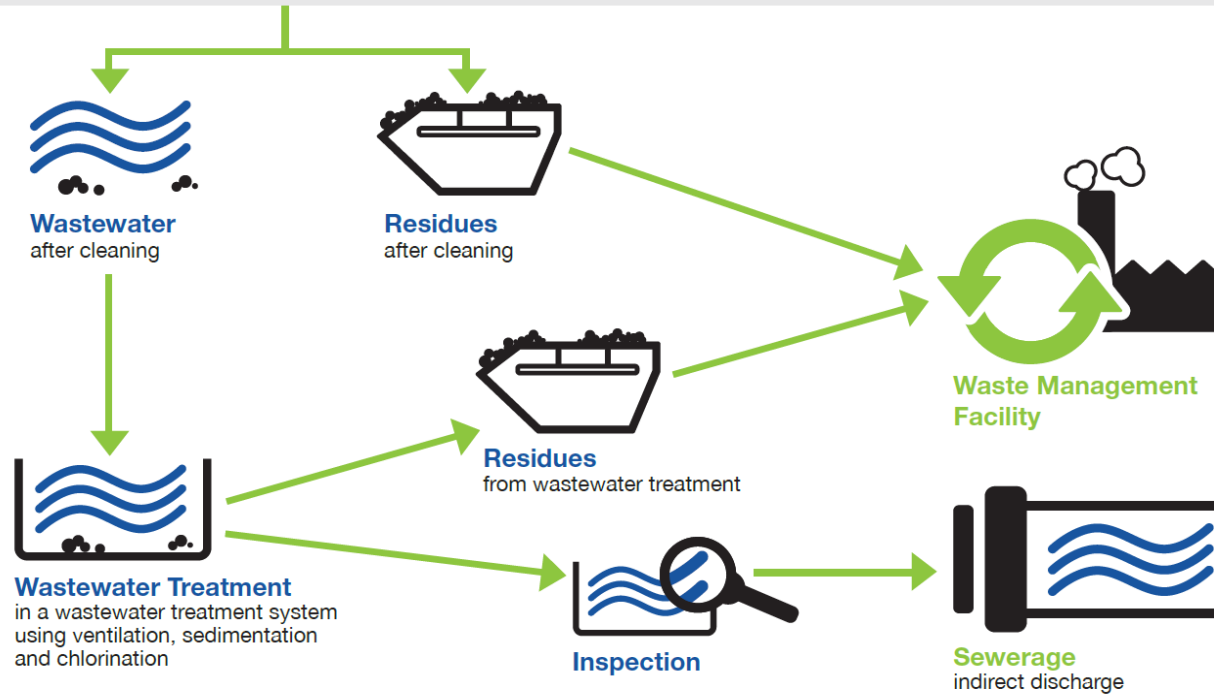 Wastewater
after cleaning
Residues
after cleaning
Waste Management
Facility
Residues
from wastewater treatment
Wastewater Treatment
in a wastewater treatment system
using ventilation, sedimentation
and chlorination
Inspection
Sewerage
indirect discharge